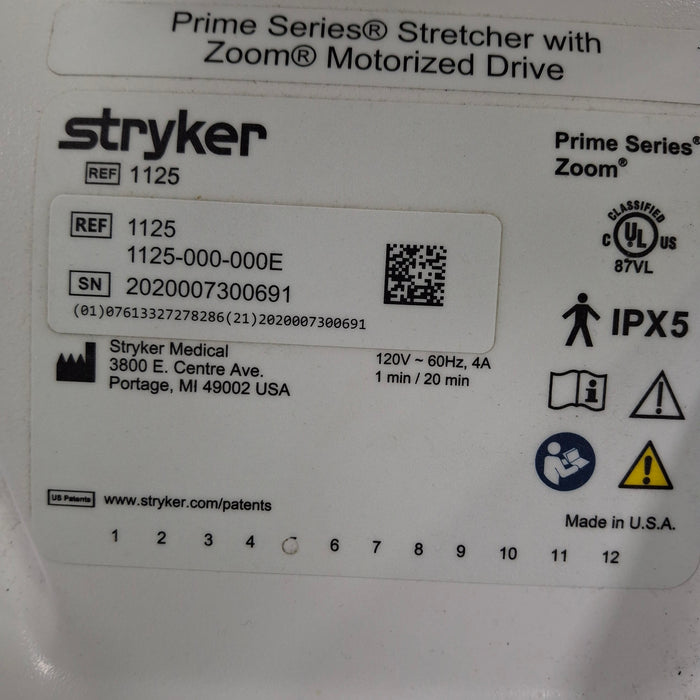 Prime Series® Stretcher with
Zoom® Motorized Drive
stryker
REF 1125
Prime Series®
Zoom®
REF 1125
1125-000-000E
SN 2020007300691
(01)07613327278286(21)2020007300691
CLASSIFIED
C UL US
87VL
IPX5
Stryker Medical
3800 E. Centre Ave.
Portage, MI 49002 USA
120V ~ 60Hz, 4A
1 min / 20 min
US Patents www.stryker.com/patents
Made in U.S.A.
1 2 3 4 6 7 8 9 10 11 12